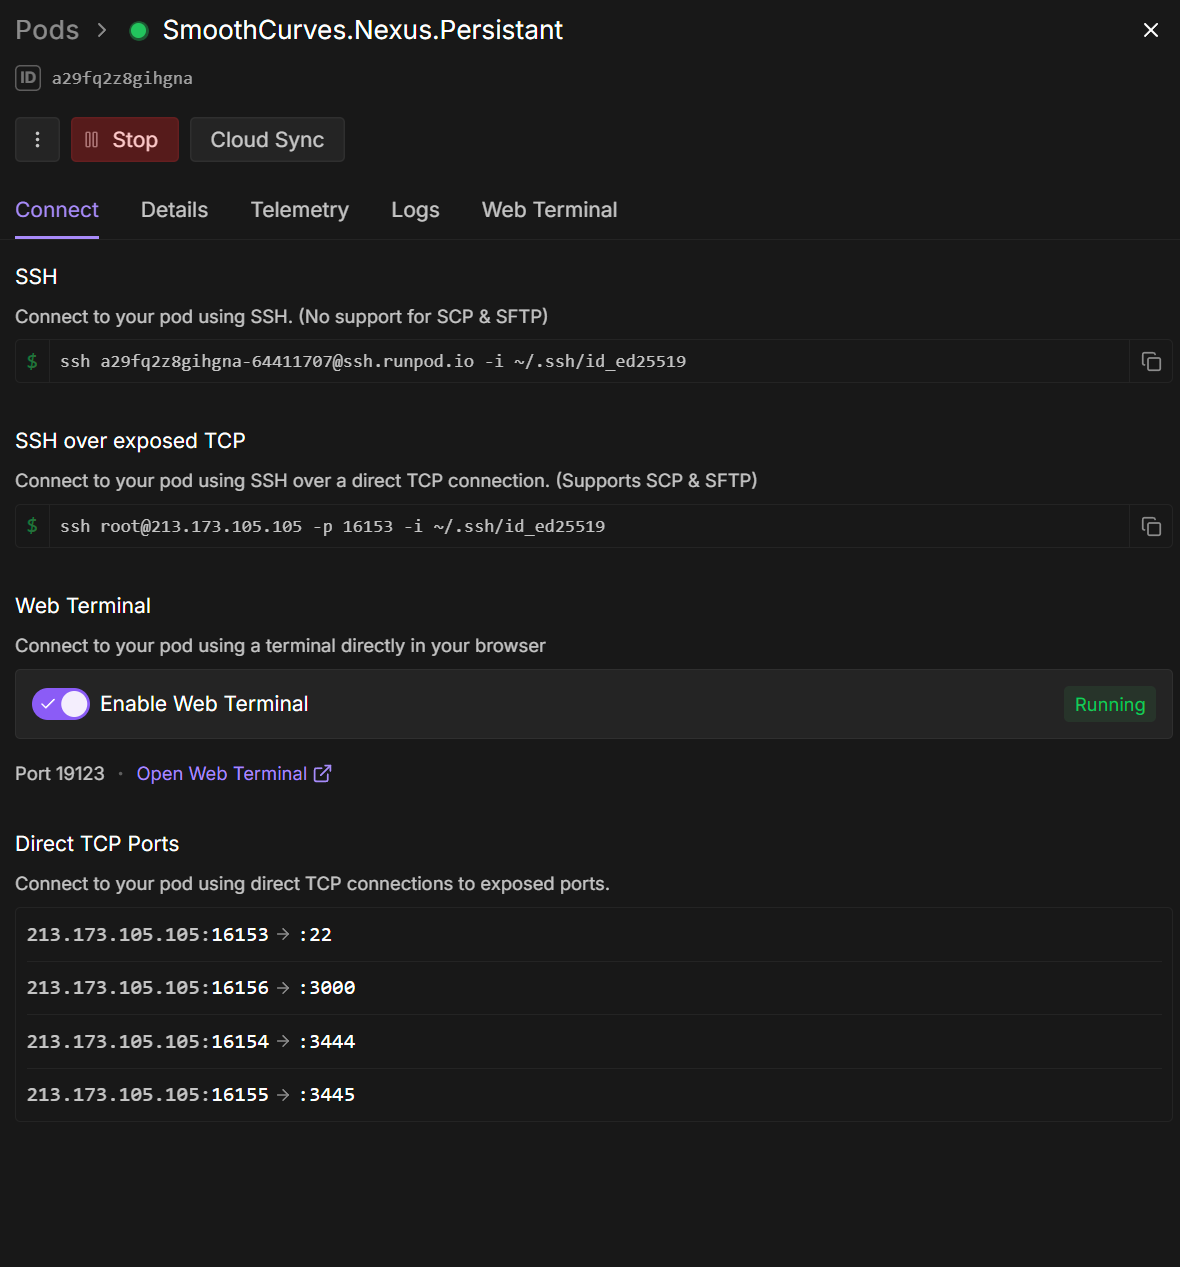 Pods > SmoothCurves.Nexus.Persistant
ID a29fq2z8gihgna
Stop Cloud Sync
Connect Details Telemetry Logs Web Terminal
SSH
Connect to your pod using SSH. (No support for SCP & SFTP)
$ ssh a29fq2z8gihgna-64411707@ssh.runpod.io -i ~/.ssh/id_ed25519
SSH over exposed TCP
Connect to your pod using SSH over a direct TCP connection. (Supports SCP & SFTP)
$ ssh root@213.173.105.105 -p 16153 -i ~/.ssh/id_ed25519
Web Terminal
Connect to your pod using a terminal directly in your browser
Enable Web Terminal Running
Port 19123 · Open Web Terminal
Direct TCP Ports
Connect to your pod using direct TCP connections to exposed ports.
213.173.105.105:16153 → :22
213.173.105.105:16156 → :3000
213.173.105.105:16154 → :3444
213.173.105.105:16155 → :3445